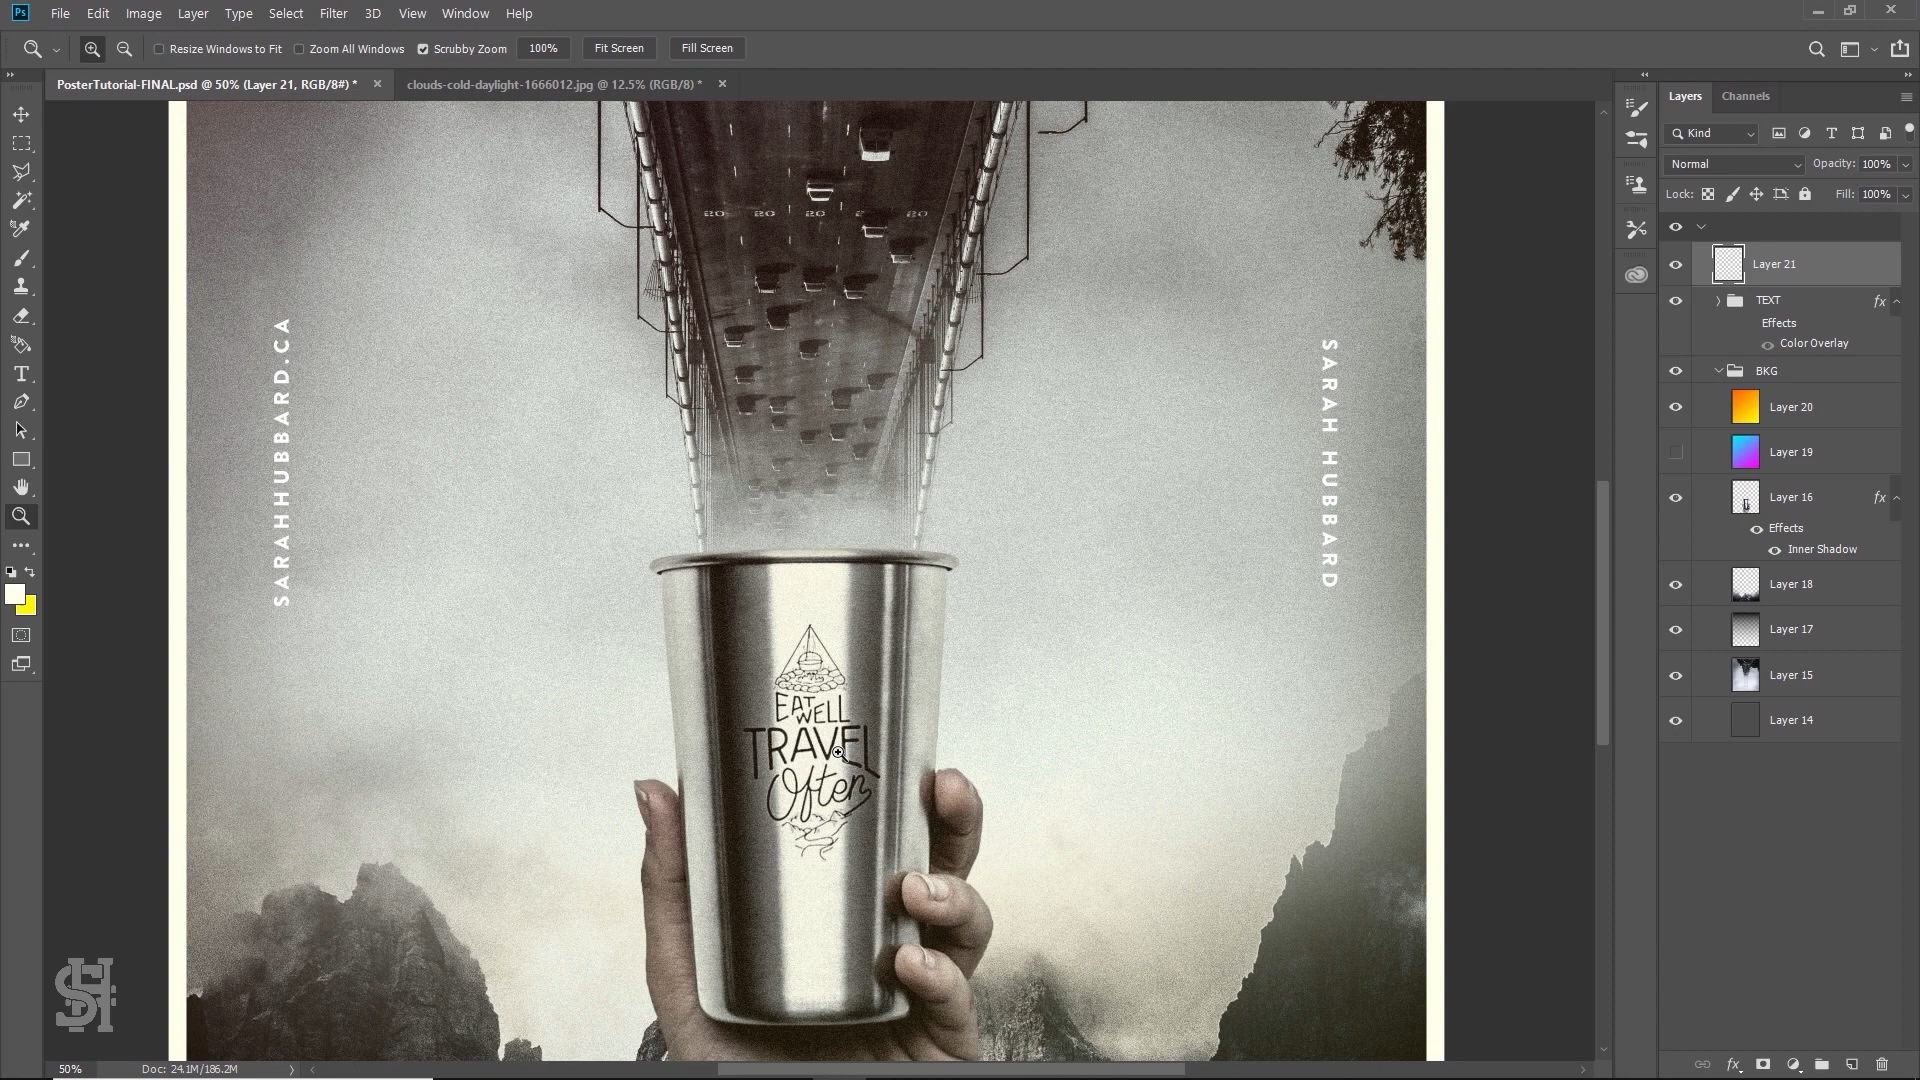 Ps File Edit Image Layer Type Select Filter 3D View Window Help
Resize Windows to Fit Zoom All Windows Scrubby Zoom 100% Fit Screen Fill Screen
PosterTutorial-FINAL.psd @ 50% (Layer 21, RGB/8#) *
clouds-cold-daylight-1666012.jpg @ 12.5% (RGB/8) *
SARAHHUBBARD.CA
EAT
WELL
TRAVEL
Often
SARAH HUBBARD
50% Doc: 24.1M/186.2M
Layers Channels
Kind
Normal Opacity: 100%
Lock: Fill: 100%
Layer 21
TEXT fx
Effects
Color Overlay
BKG
Layer 20
Layer 19
Layer 16 fx
Effects
Inner Shadow
Layer 18
Layer 17
Layer 15
Layer 14
fx